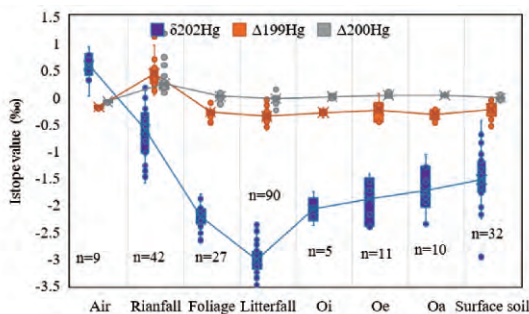 δ202Hg Δ199Hg Δ200Hg
Istope value (‰)
1.5
1
0.5
0
-0.5
-1
-1.5
-2
-2.5
-3
-3.5
n=9
n=42
n=27
n=90
n=5
n=11
n=10
n=32
Air Rianfall Foliage Litterfall Oi Oe Oa Surface soil